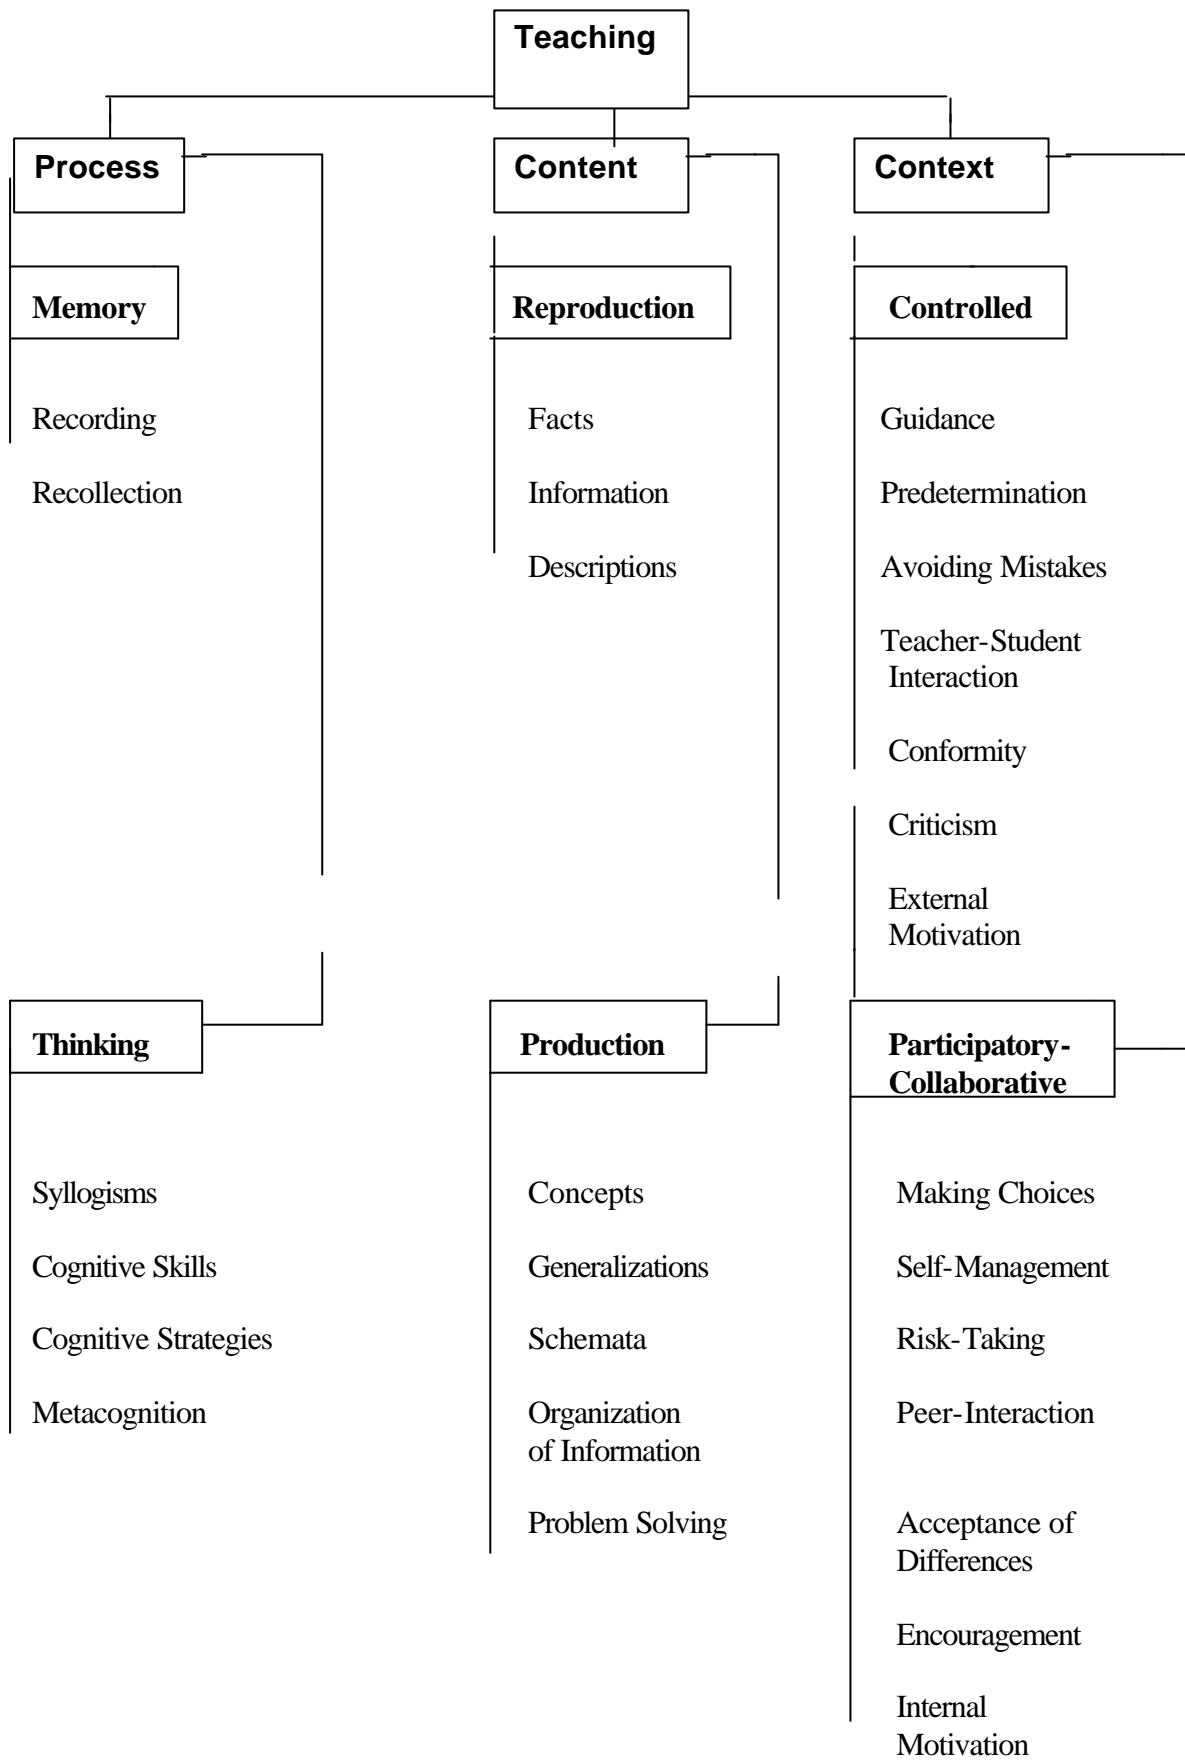 Teaching
Process
Content
Context
Memory
Recording
Recollection
Reproduction
Facts
Information
Descriptions
Controlled
Guidance
Predetermination
Avoiding Mistakes
Teacher-Student
Interaction
Conformity
Criticism
External
Motivation
Thinking
Syllogisms
Cognitive Skills
Cognitive Strategies
Metacognition
Production
Concepts
Generalizations
Schemata
Organization
of Information
Problem Solving
Participatory-
Collaborative
Making Choices
Self-Management
Risk-Taking
Peer-Interaction
Acceptance of
Differences
Encouragement
Internal
Motivation